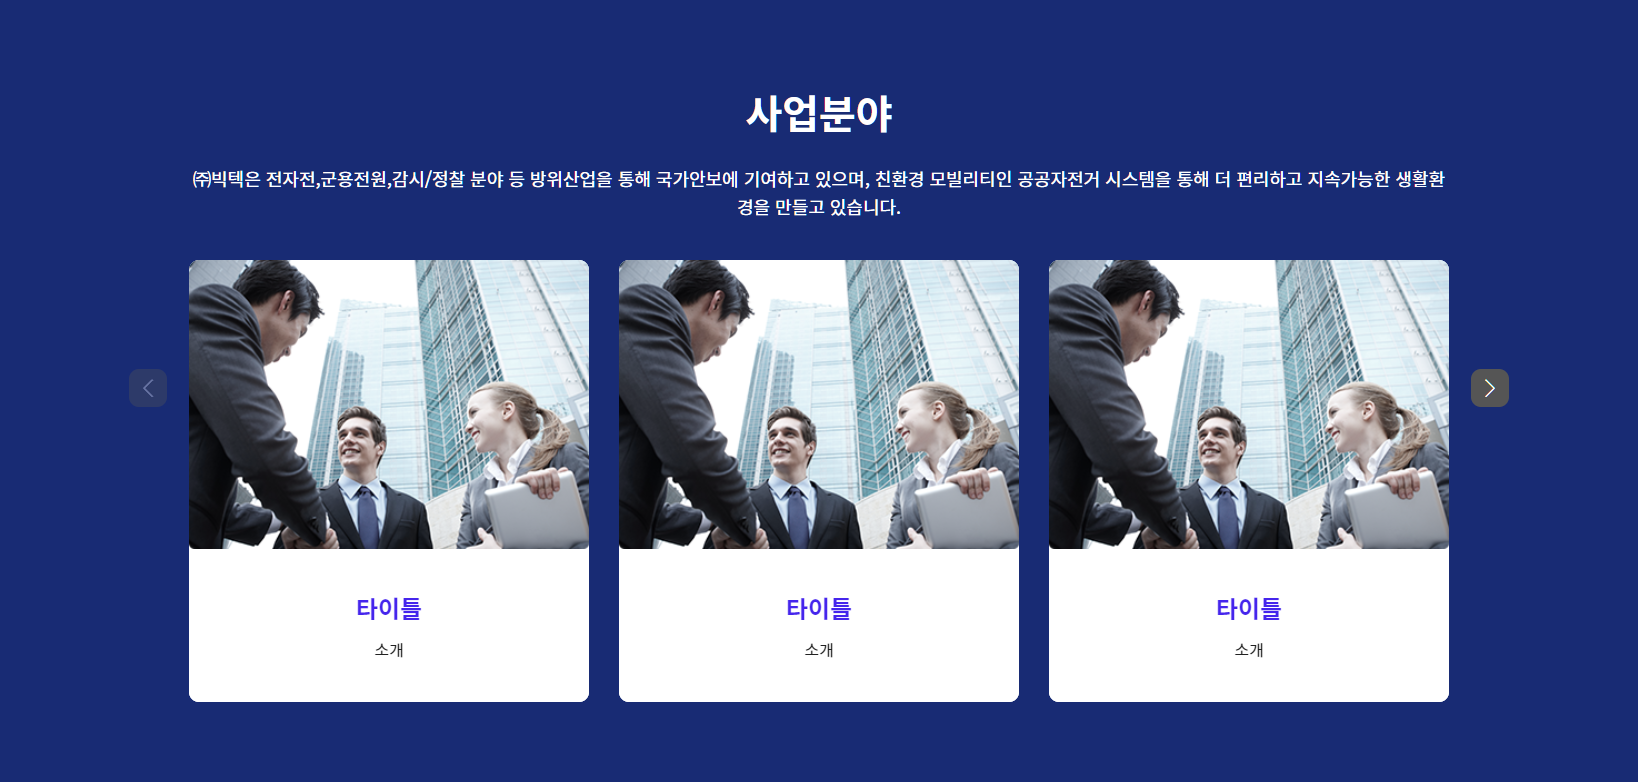 사업분야
㈜빅텍은 전자전,군용전원,감시/정찰 분야 등 방위산업을 통해 국가안보에 기여하고 있으며, 친환경 모빌리티인 공공자전거 시스템을 통해 더 편리하고 지속가능한 생활환
경을 만들고 있습니다.
타이틀
소개
타이틀
소개
타이틀
소개